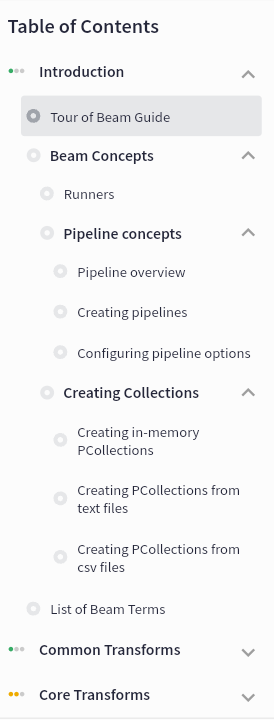 Table of Contents
Introduction
Tour of Beam Guide
Beam Concepts
Runners
Pipeline concepts
Pipeline overview
Creating pipelines
Configuring pipeline options
Creating Collections
Creating in-memory
PCollections
Creating PCollections from
text files
Creating PCollections from
csv files
List of Beam Terms
Common Transforms
Core Transforms